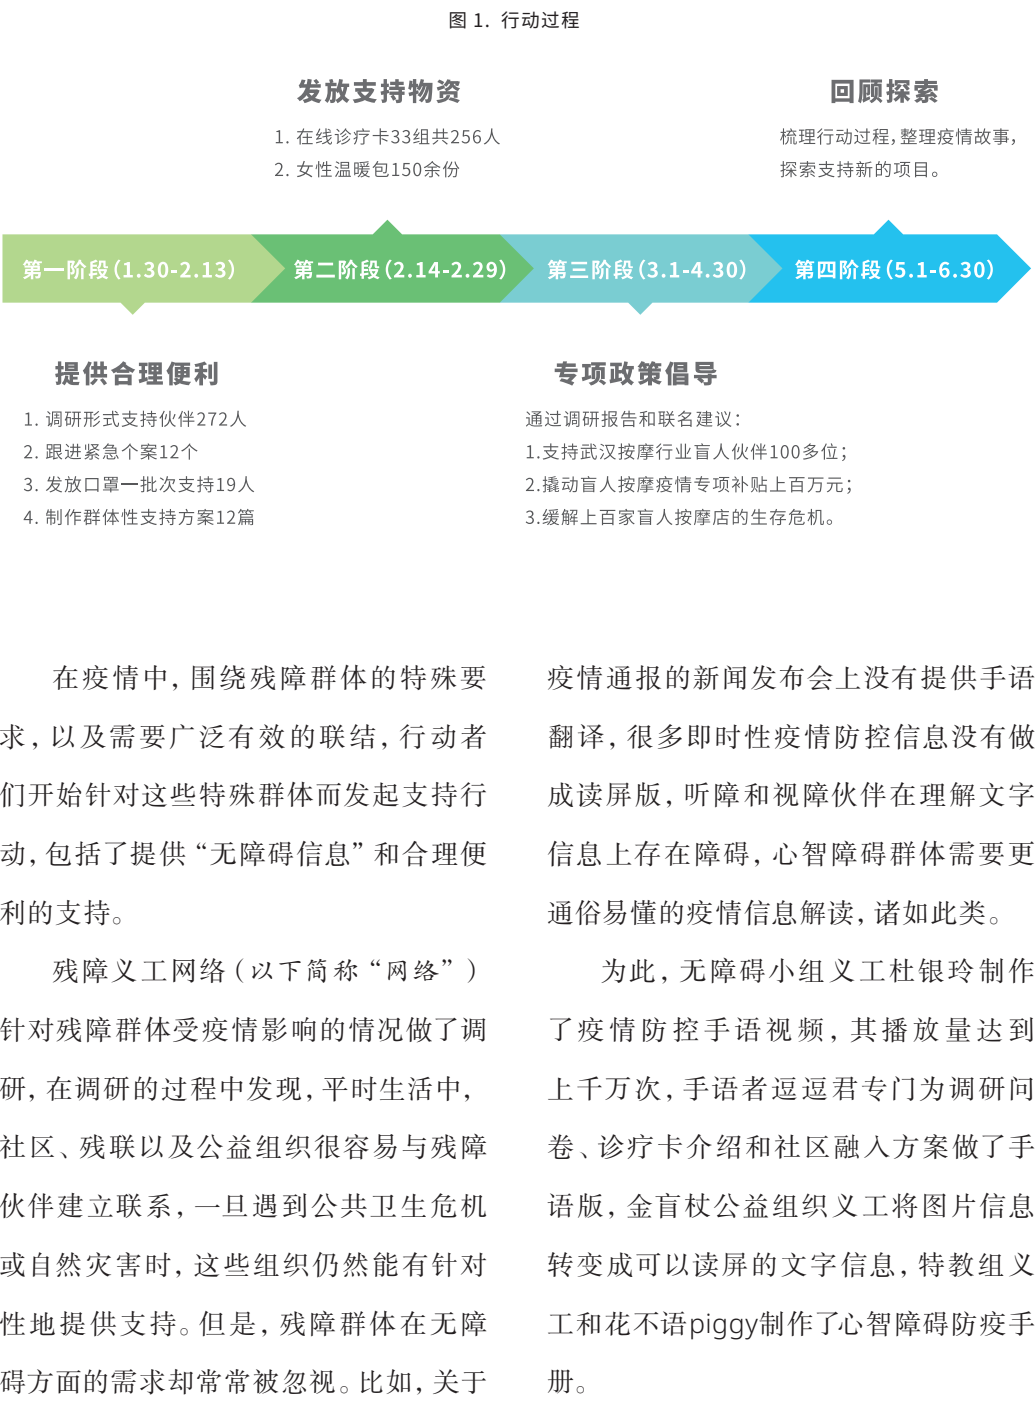 图 1. 行动过程
发放支持物资
1. 在线诊疗卡33组共256人
2. 女性温暖包150余份
回顾探索
梳理行动过程，整理疫情故事，
探索支持新的项目。
第一阶段（1.30-2.13）
第二阶段（2.14-2.29）
第三阶段（3.1-4.30）
第四阶段（5.1-6.30）
提供合理便利
1. 调研形式支持伙伴272人
2. 跟进紧急个案12个
3. 发放口罩一批次支持19人
4. 制作群体性支持方案12篇
专项政策倡导
通过调研报告和联名建议：
1.支持武汉按摩行业盲人伙伴100多位；
2.撬动盲人按摩疫情专项补贴上百万元；
3.缓解上百家盲人按摩店的生存危机。
在疫情中，围绕残障群体的特殊要
求，以及需要广泛有效的联结，行动者
们开始针对这些特殊群体而发起支持行
动，包括了提供“无障碍信息”和合理便
利的支持。
残障义工网络（以下简称“网络”）
针对残障群体受疫情影响的情况做了调
研，在调研的过程中发现，平时生活中，
社区、残联以及公益组织很容易与残障
伙伴建立联系，一旦遇到公共卫生危机
或自然灾害时，这些组织仍然能有针对
性地提供支持。但是，残障群体在无障
碍方面的需求却常常被忽视。比如，关于
疫情通报的新闻发布会上没有提供手语
翻译，很多即时性疫情防控信息没有做
成读屏版，听障和视障伙伴在理解文字
信息上存在障碍，心智障碍群体需要更
通俗易懂的疫情信息解读，诸如此类。
为此，无障碍小组义工杜银玲制作
了疫情防控手语视频，其播放量达到
上千万次，手语者逗逗君专门为调研问
卷、诊疗卡介绍和社区融入方案做了手
语版，金盲杖公益组织义工将图片信息
转变成可以读屏的文字信息，特教组义
工和花不语piggy制作了心智障碍防疫手
册。